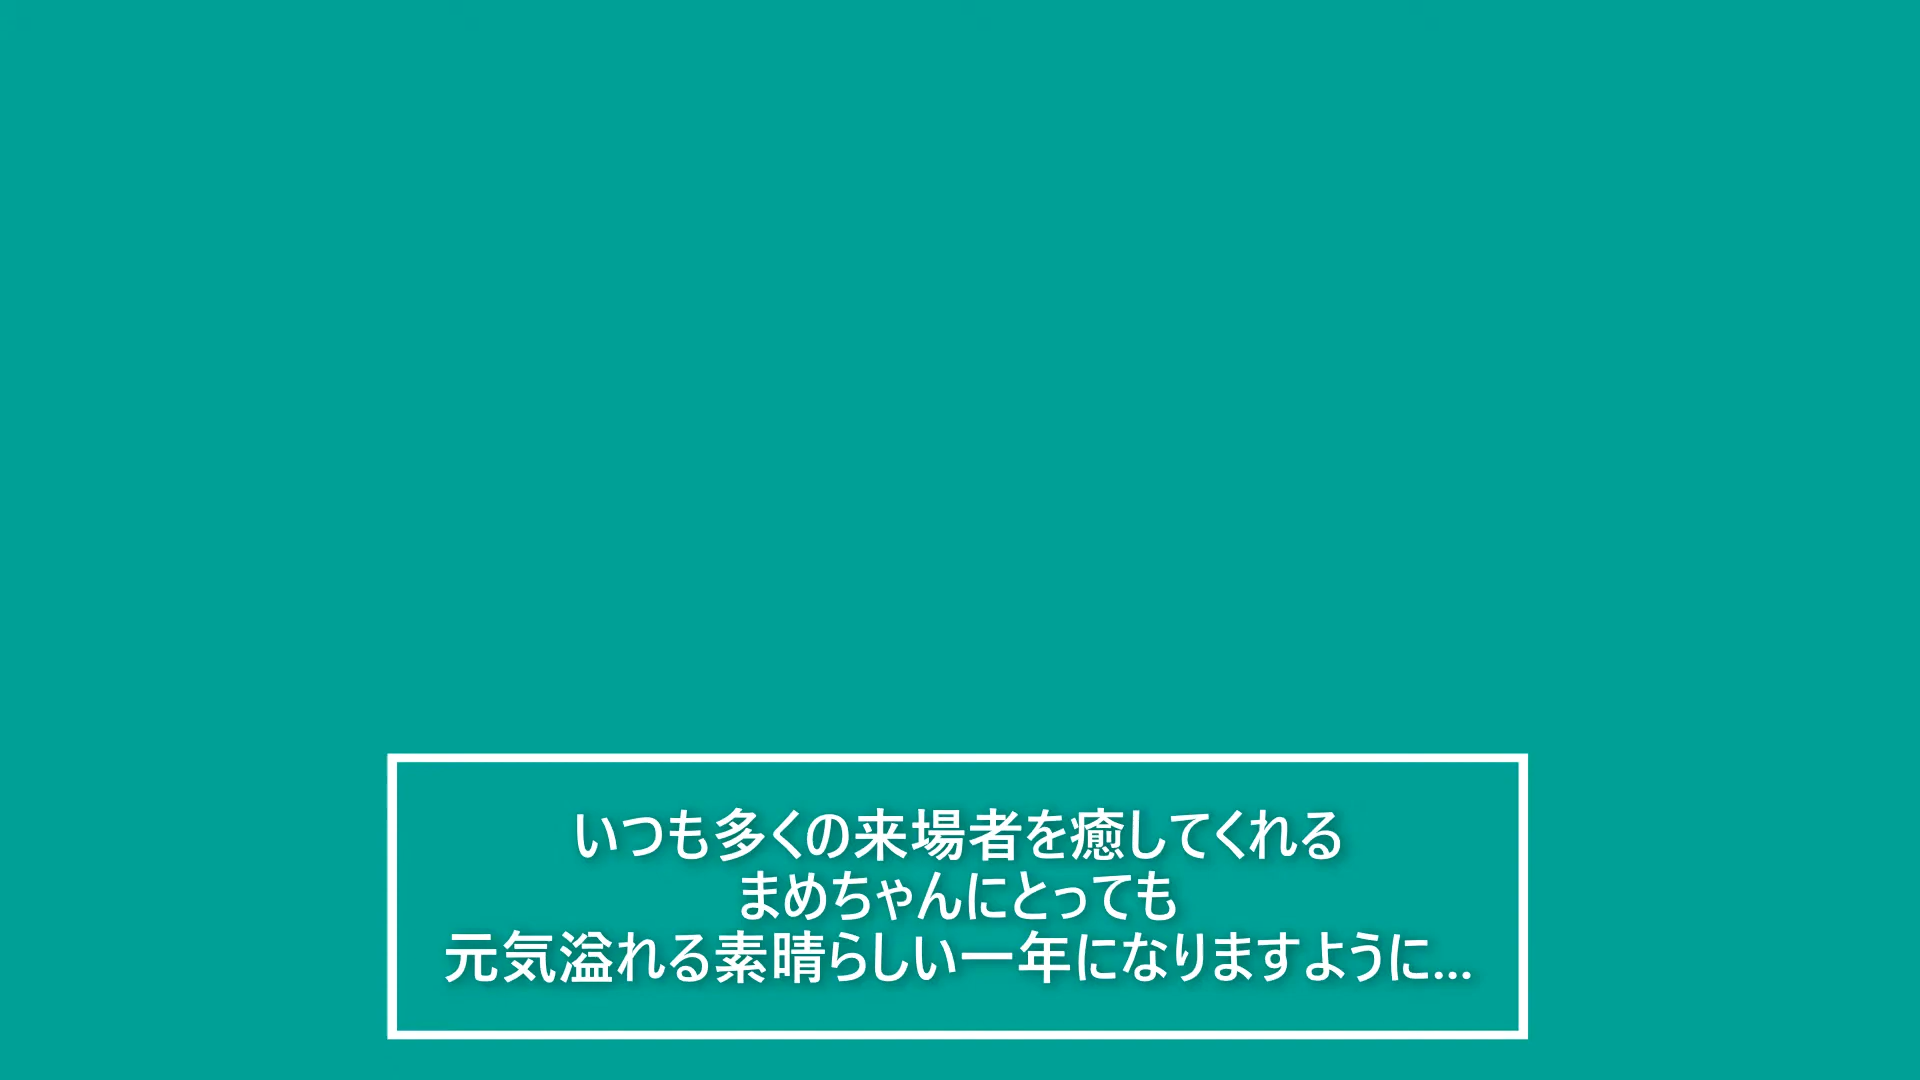 いつも多くの来場者を癒してくれる
まめちゃんにとっても
元気溢れる素晴らしい一年になりますように...